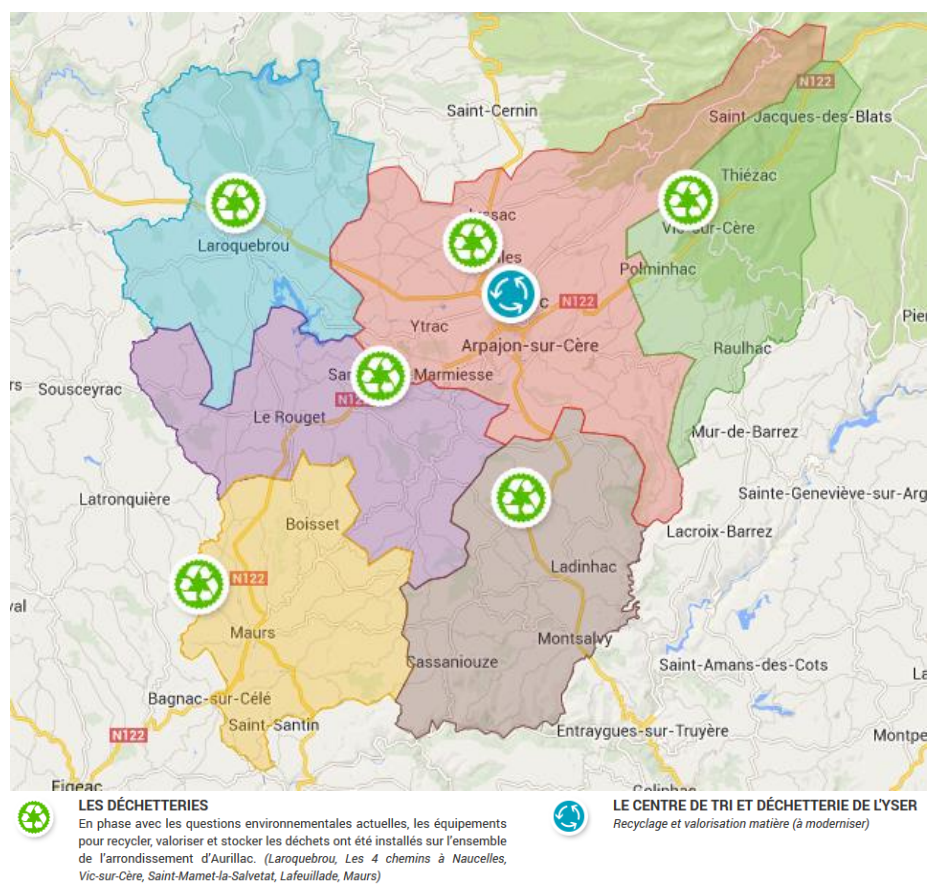 N122
Saint-Cernin
Saint-Jacques-des-Blats
Thiézac
Vic-sur-Cère
Laroquebrou
Polminhac
N122
Ytrac
Arpajon-sur-Cère
Raulhac
Marmiesse
Sousceyrac
Le Rouget
Mur-de-Barrez
Latronquière
Sainte-Geneviève-sur-Arg
Boisset
Lacroix-Barrez
Ladinhac
N122
Maurs
Montsalvy
Cassaniouze
Saint-Amans-des-Cots
Bagnac-sur-Célé
Saint-Santin
Entraygues-sur-Truyère
N122
Montpe
Figeac
LES DÉCHETTERIES
En phase avec les questions environnementales actuelles, les équipements
pour recycler, valoriser et stocker les déchets ont été installés sur l'ensemble
de l'arrondissement d'Aurillac. (Laroquebrou, Les 4 chemins à Naucelles,
Vic-sur-Cère, Saint-Mamet-la-Salvetat, Lafeuillade, Maurs)
LE CENTRE DE TRI ET DÉCHETTERIE DE L'YSER
Recyclage et valorisation matière (à moderniser)